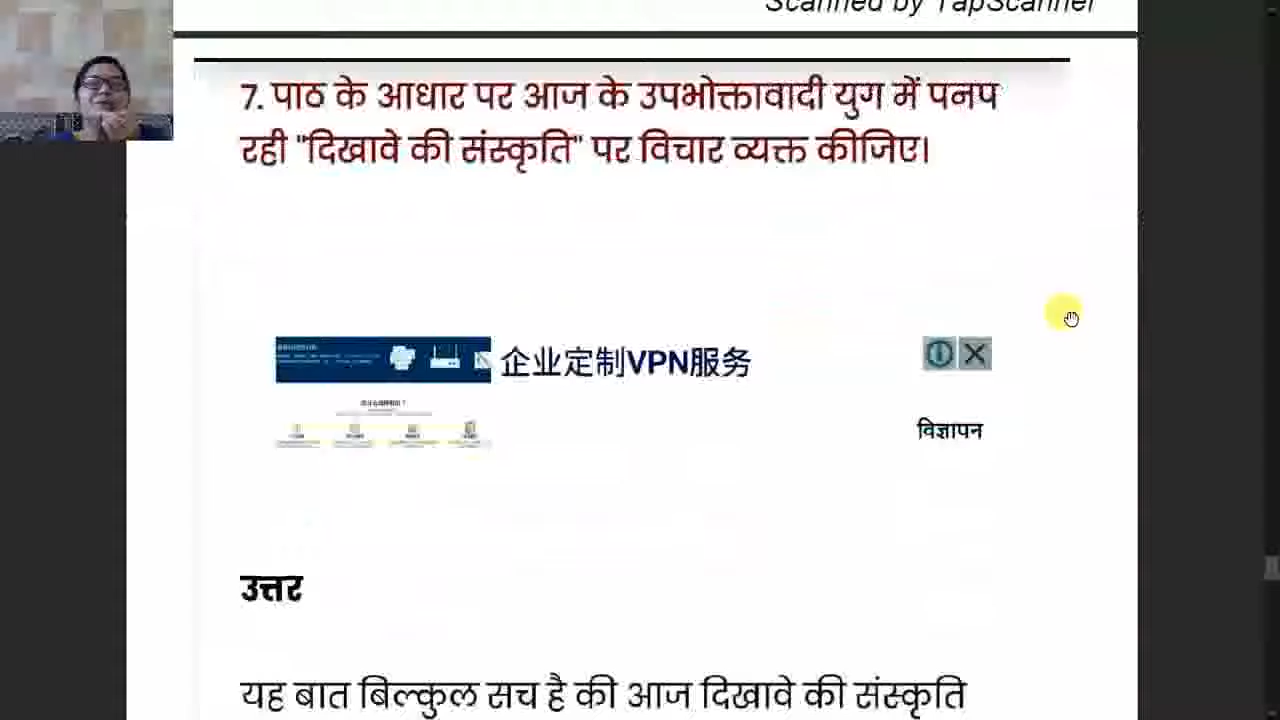 Scanned by TapScanner
7. पाठ के आधार पर आज के उपभोक्तावादी युग में पनप
रही "दिखावे की संस्कृति" पर विचार व्यक्त कीजिए।
企业定制VPN服务
विज्ञापन
उत्तर
यह बात बिल्कुल सच है की आज दिखावे की संस्कृति